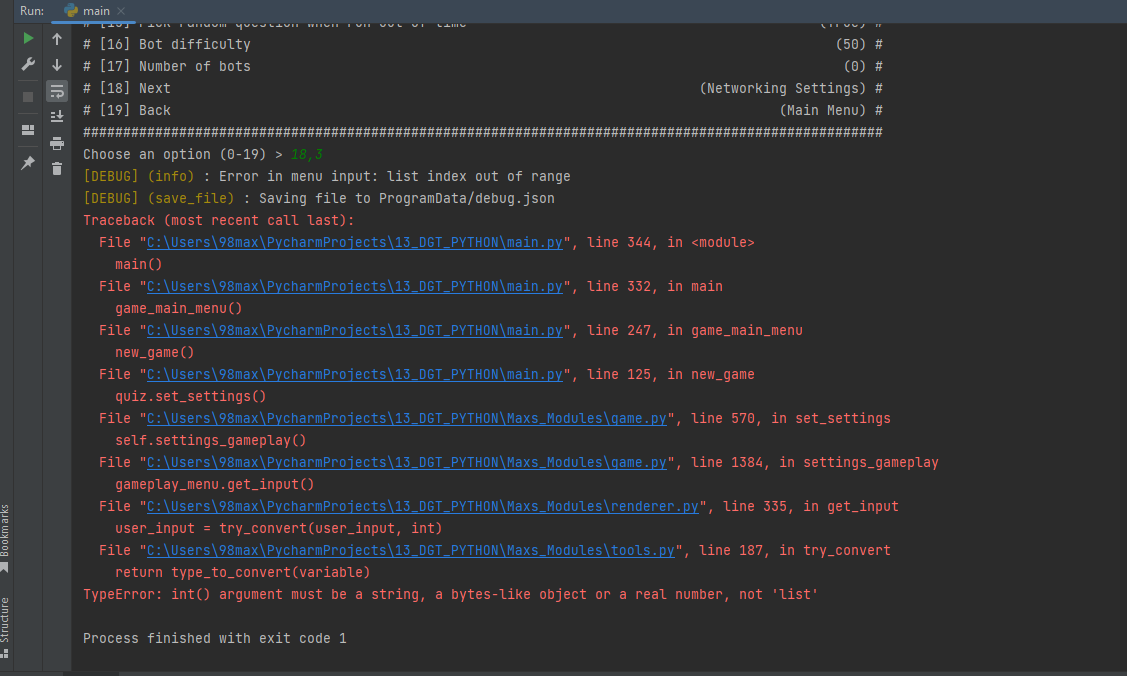 Run: main
# [15] Pick random question when run out of time (True) #
# [16] Bot difficulty (50) #
# [17] Number of bots (0) #
# [18] Next (Networking Settings) #
# [19] Back (Main Menu) #
####################################################################################################
Choose an option (0-19) > 18,3
[DEBUG] (info) : Error in menu input: list index out of range
[DEBUG] (save_file) : Saving file to ProgramData/debug.json
Traceback (most recent call last):
File "C:\Users\98max\PycharmProjects\13_DGT_PYTHON\main.py", line 344, in <module>
main()
File "C:\Users\98max\PycharmProjects\13_DGT_PYTHON\main.py", line 332, in main
game_main_menu()
File "C:\Users\98max\PycharmProjects\13_DGT_PYTHON\main.py", line 247, in game_main_menu
new_game()
File "C:\Users\98max\PycharmProjects\13_DGT_PYTHON\main.py", line 125, in new_game
quiz.set_settings()
File "C:\Users\98max\PycharmProjects\13_DGT_PYTHON\Maxs_Modules\game.py", line 570, in set_settings
self.settings_gameplay()
File "C:\Users\98max\PycharmProjects\13_DGT_PYTHON\Maxs_Modules\game.py", line 1384, in settings_gameplay
gameplay_menu.get_input()
File "C:\Users\98max\PycharmProjects\13_DGT_PYTHON\Maxs_Modules\renderer.py", line 335, in get_input
user_input = try_convert(user_input, int)
File "C:\Users\98max\PycharmProjects\13_DGT_PYTHON\Maxs_Modules\tools.py", line 187, in try_convert
return type_to_convert(variable)
TypeError: int() argument must be a string, a bytes-like object or a real number, not 'list'
Process finished with exit code 1
Bookmarks
Structure